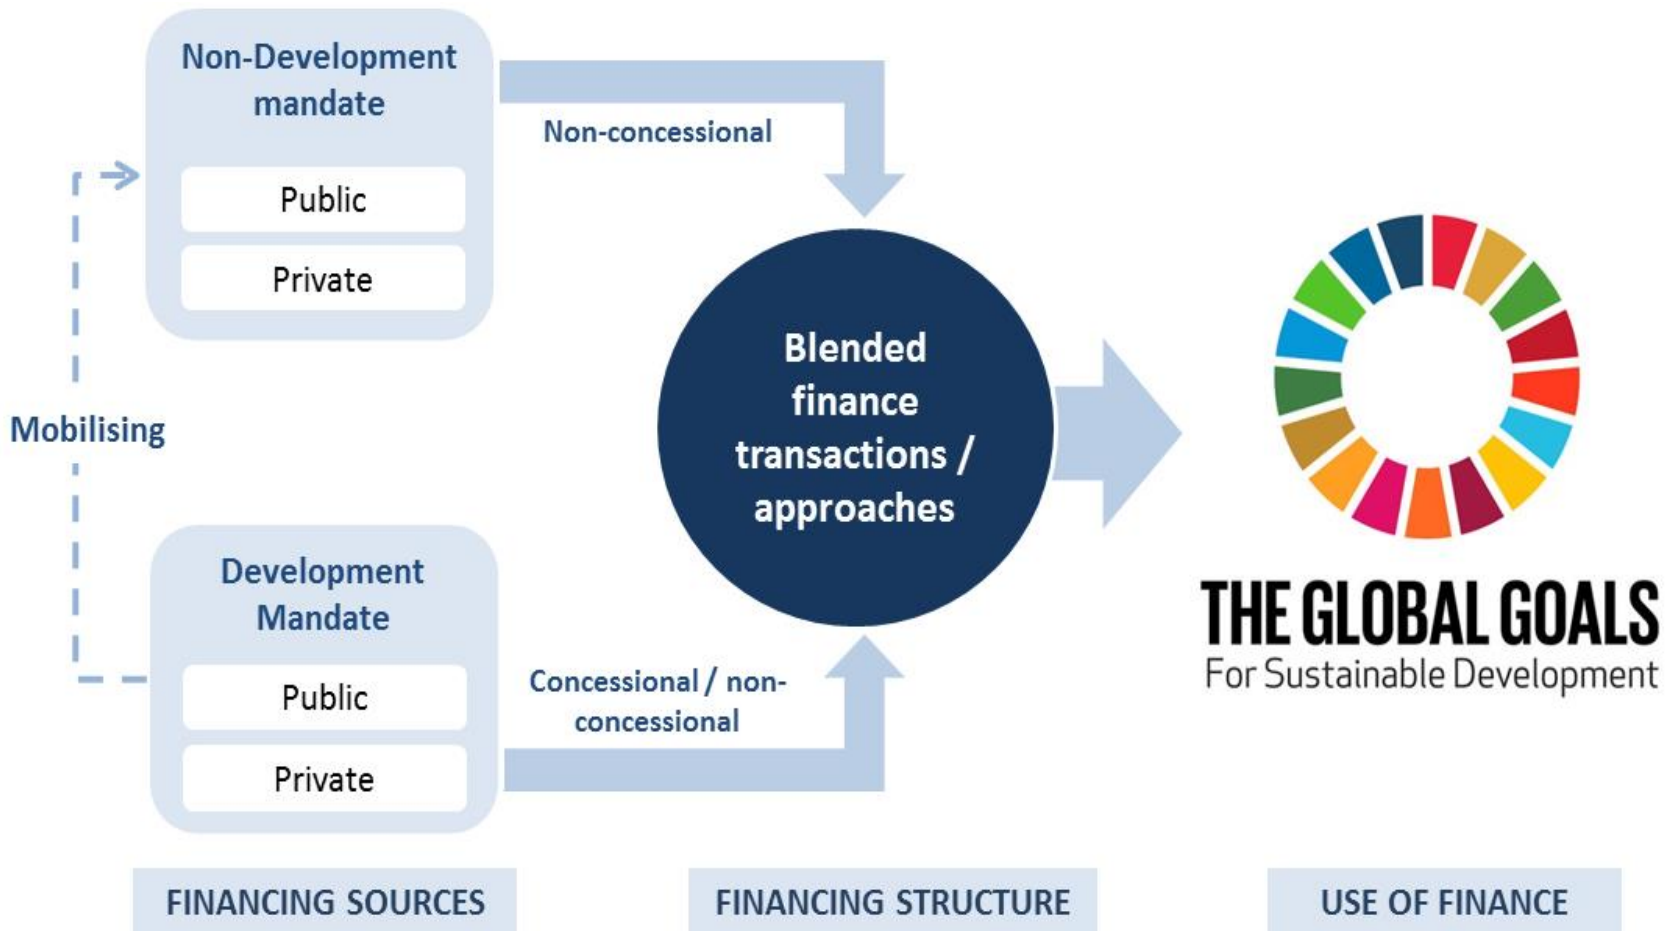 Non-Development
mandate
Public
Private
Non-concessional
Mobilising
Blended
finance
transactions /
approaches
Development
Mandate
Public
Private
Concessional / non-
concessional
THE GLOBAL GOALS
For Sustainable Development
FINANCING SOURCES
FINANCING STRUCTURE
USE OF FINANCE